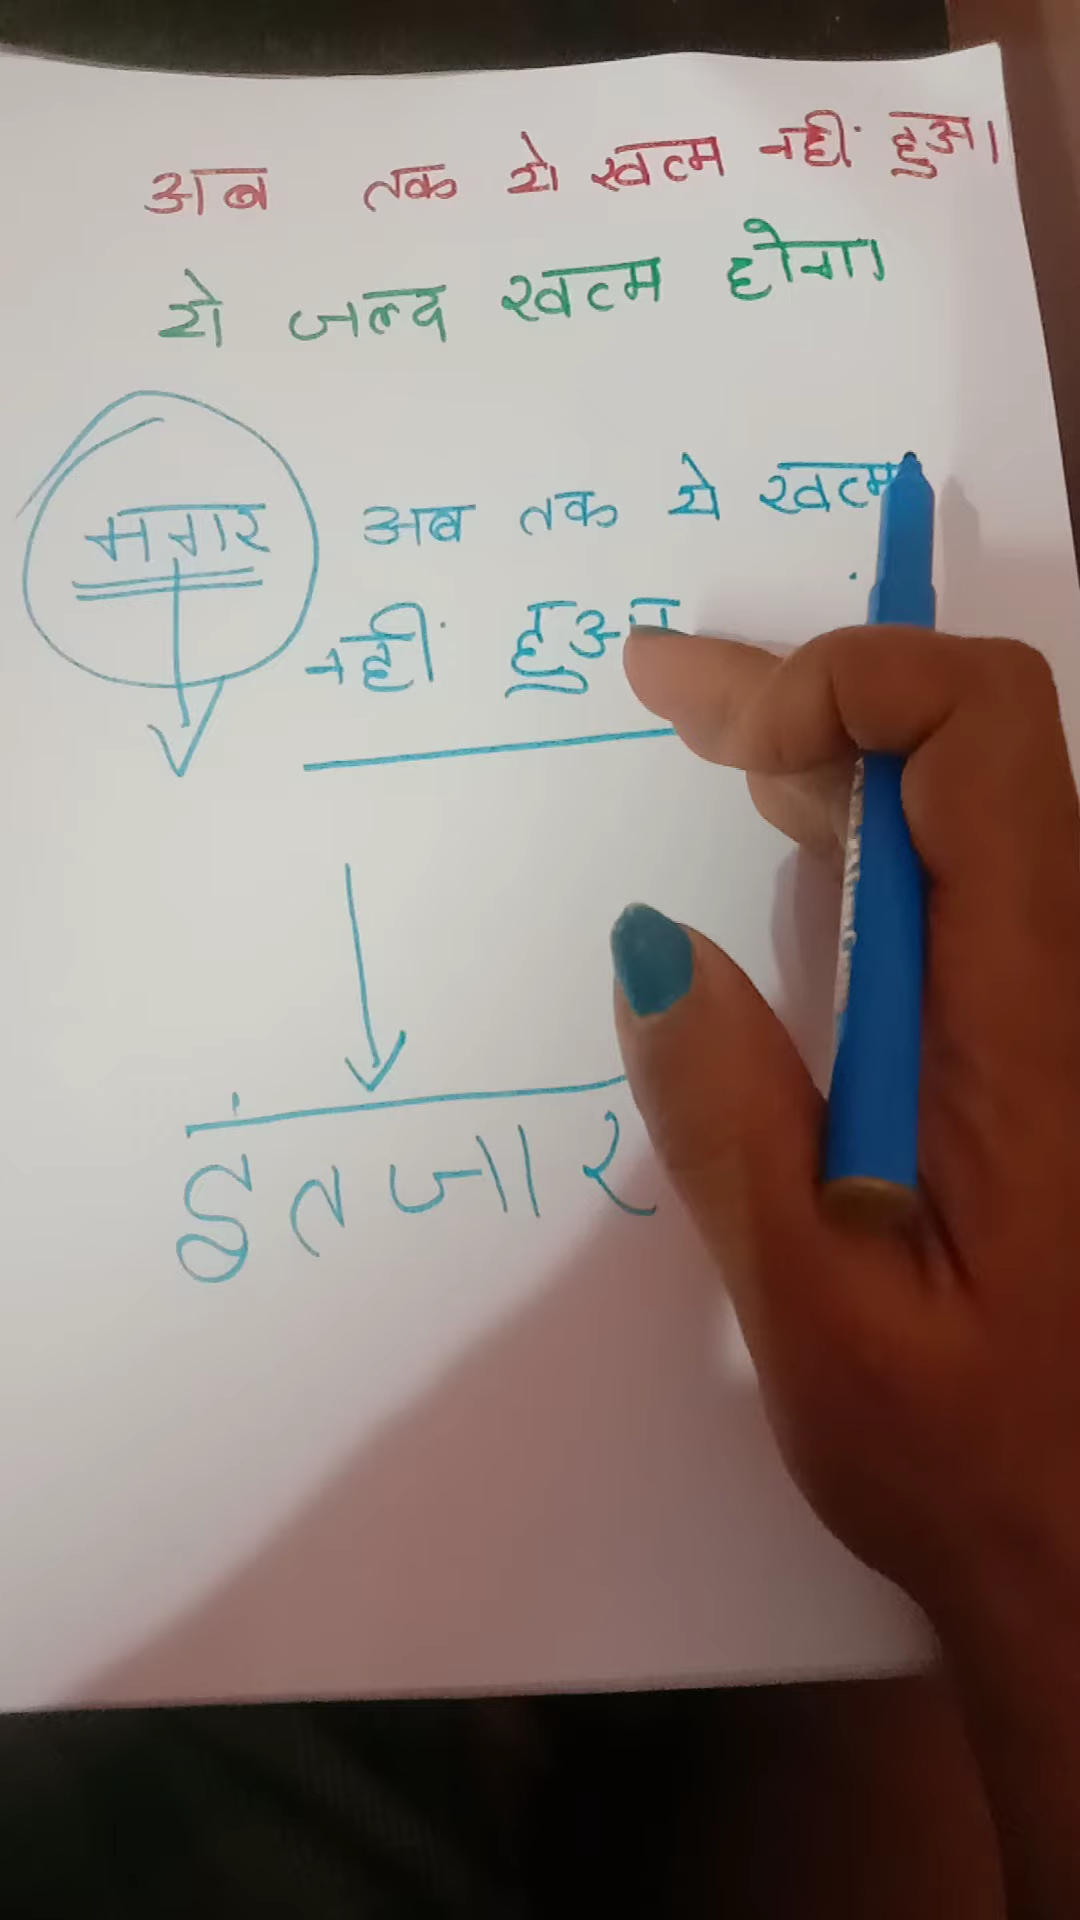 अब तक ये खत्म नहीं हुआ।
ये जल्द खत्म होगा।
मगर अब तक ये खत्म
नहीं हुआ
इंतजार